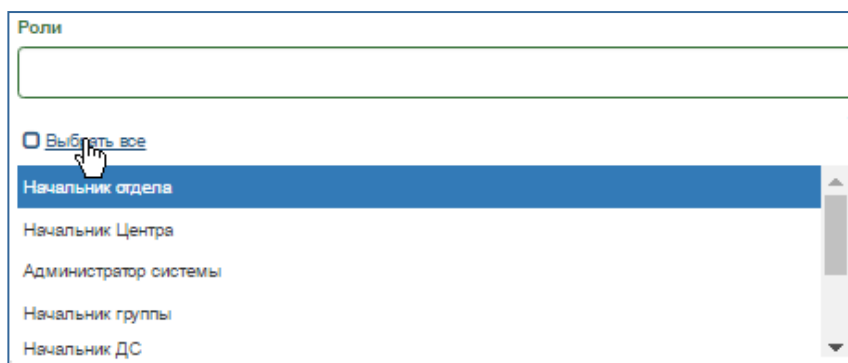 Роли
Выбрать все
Начальник отдела
Начальник Центра
Администратор системы
Начальник группы
Начальник ДС